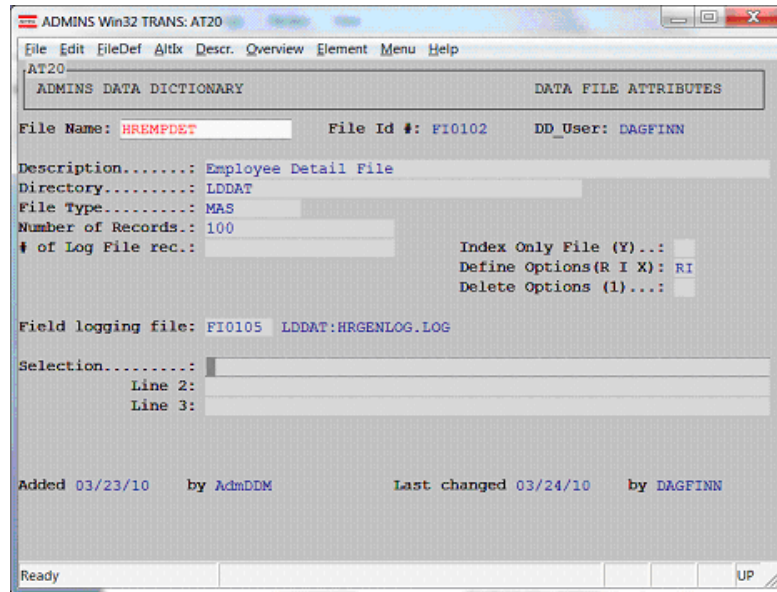 ADMINS Win32 TRANS: AT20
File Edit FileDef AltIx Descr. Overview Element Menu Help
AT20
ADMINS DATA DICTIONARY DATA FILE ATTRIBUTES
File Name: HREMPDET File Id #: FI0102 DD_User: DAGFINN
Description.......: Employee Detail File
Directory.........: LDDAT
File Type.........: MAS
Number of Records.: 100
# of Log File rec.: Index Only File (Y)..:
Define Options(R I X): RI
Delete Options (1)...:
Field logging file: FI0105 LDDAT:HRGENLOG.LOG
Selection.........:
Line 2:
Line 3:
Added 03/23/10 by AdmDDM Last changed 03/24/10 by DAGFINN
Ready UP